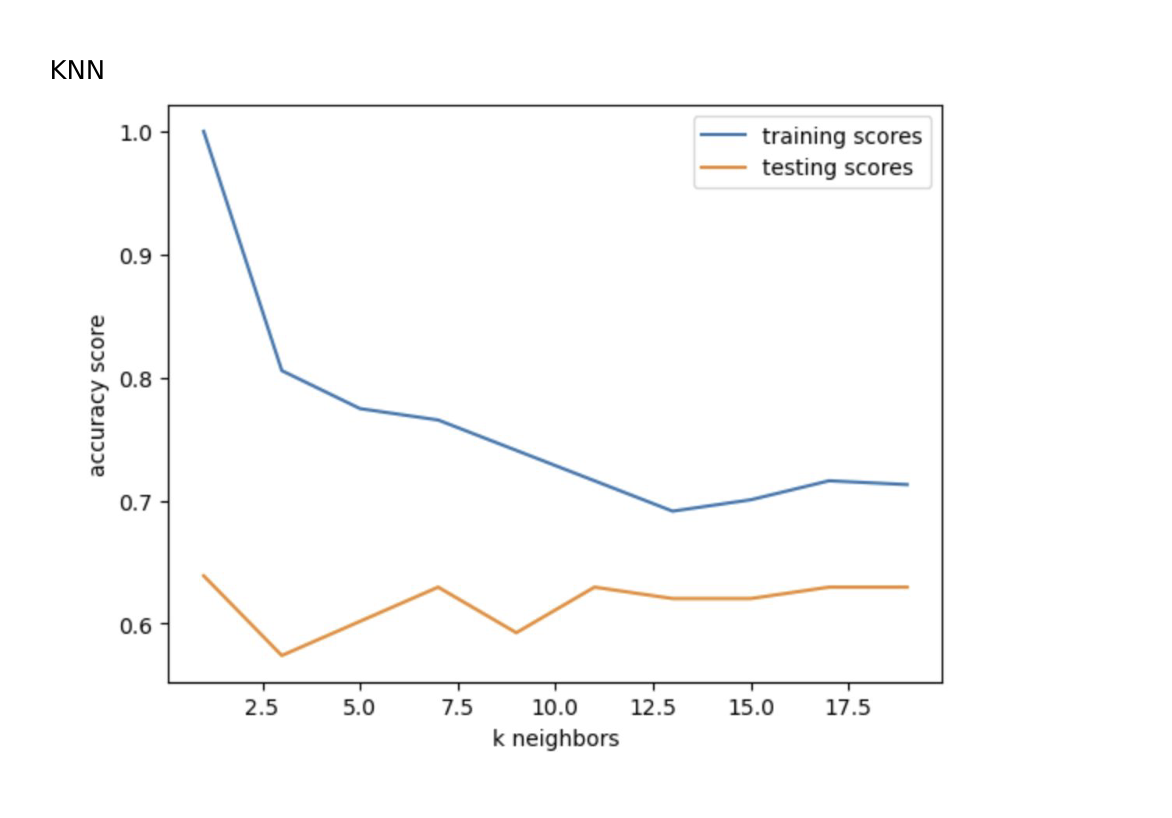 KNN
training scores
testing scores
1.0
0.9
0.8
0.7
0.6
accuracy score
2.5 5.0 7.5 10.0 12.5 15.0 17.5
k neighbors